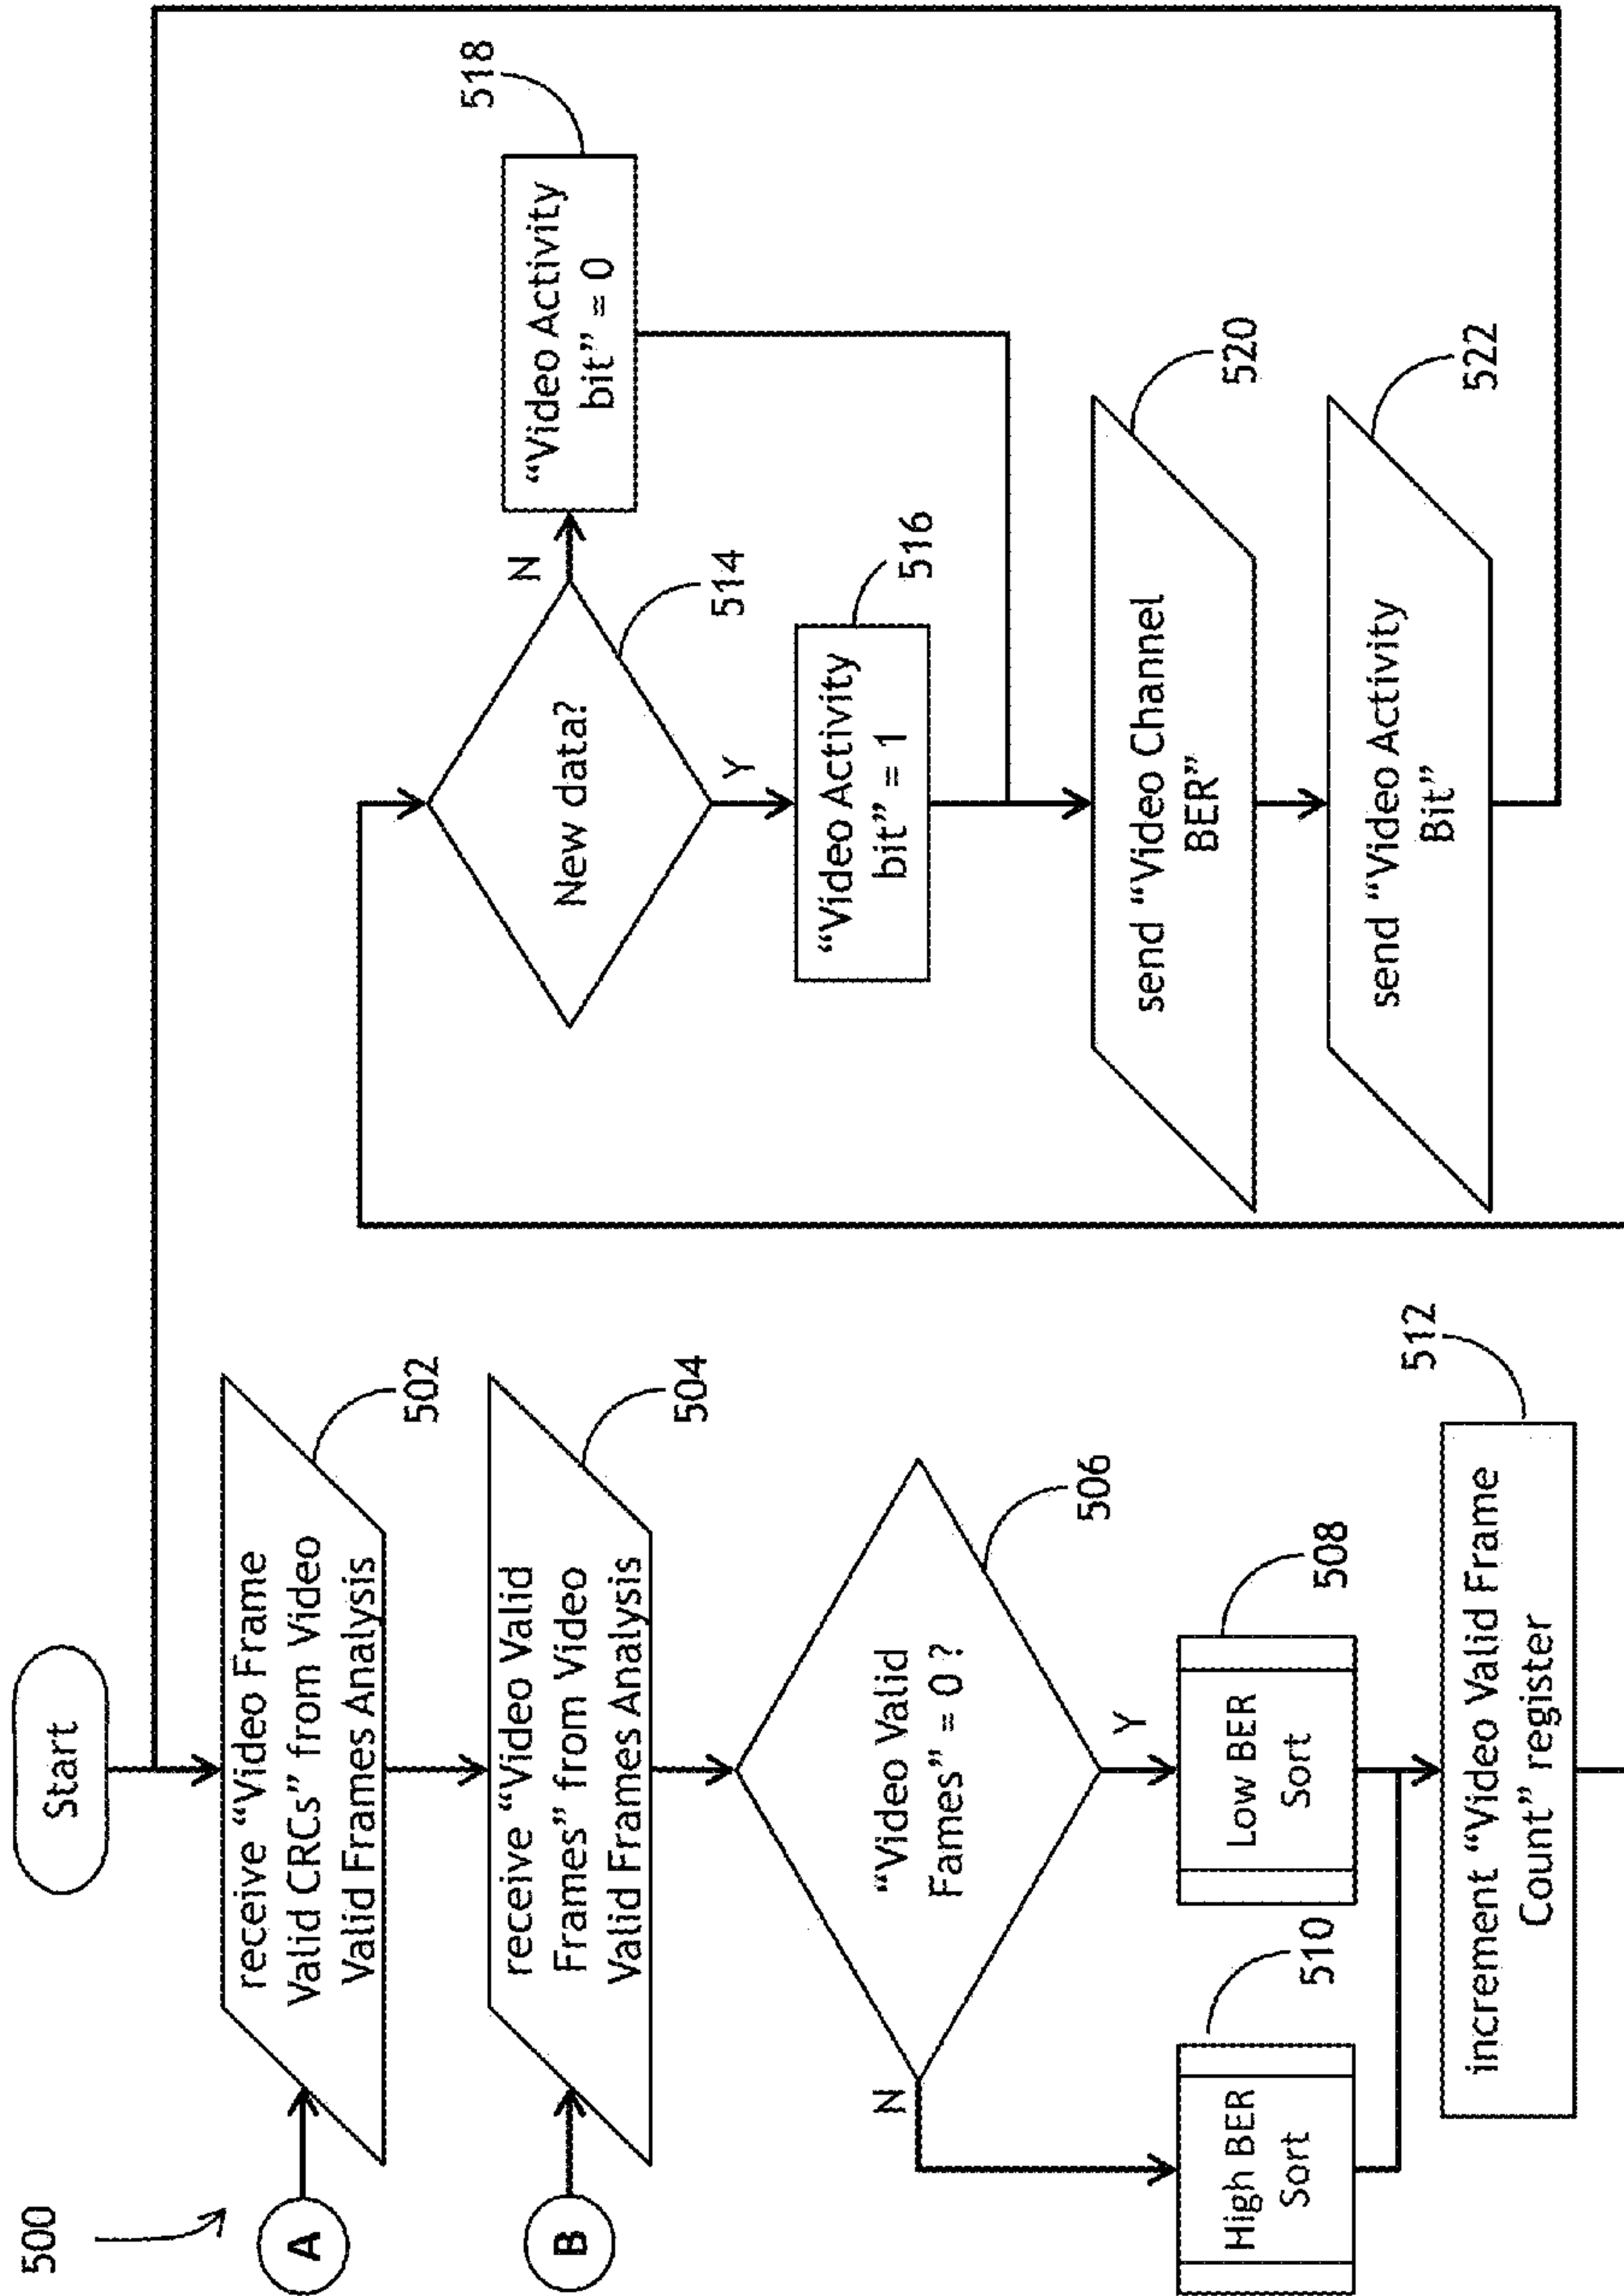 500
Start
A
receive “Video Frame
Valid CRCs” from Video
Valid Frames Analysis
502
B
receive “Video Valid
Frames” from Video
Valid Frames Analysis
504
“Video Valid
Fames” = 0 ?
506
N
Y
High BER
Sort
510
Low BER
Sort
508
increment “Video Valid Frame
Count” register
512
New data?
514
N
Y
“Video Activity
bit” = 0
518
“Video Activity
bit” = 1
516
send “Video Channel
BER”
520
send “Video Activity
Bit”
522